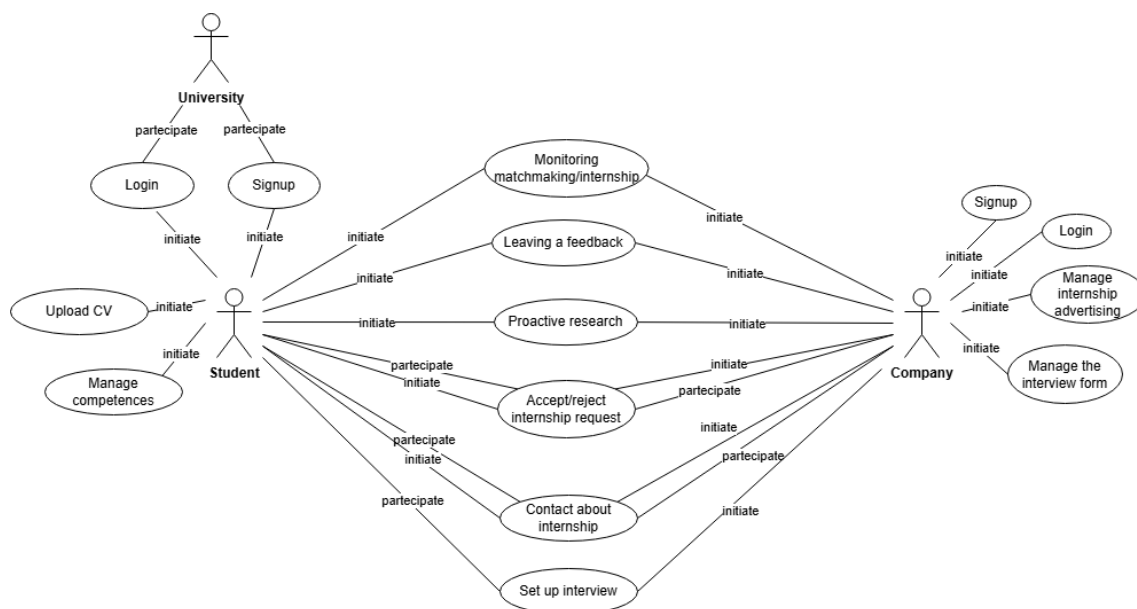 University
partecipate
partecipate
Login
Signup
initiate
initiate
Upload CV
initiate
initiate
Manage
competences
Student
Monitoring
matchmaking/internship
initiate
initiate
Leaving a feedback
initiate
initiate
Proactive research
initiate
initiate
partecipate
initiate
Accept/reject
internship request
initiate
partecipate
partecipate
initiate
Contact about
internship
initiate
partecipate
partecipate
Set up interview
initiate
Signup
initiate
Login
initiate
Manage
internship
advertising
initiate
Manage the
interview form
initiate
Company